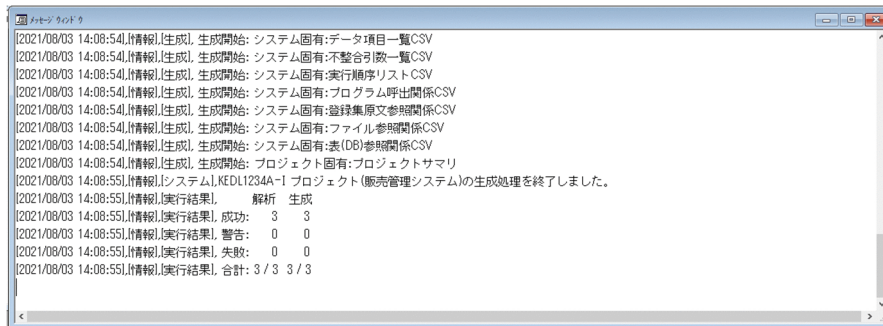 メッセージ ウィンドウ
[2021/08/03 14:08:54],[情報],[生成], 生成開始: システム固有:データ項目一覧CSV
[2021/08/03 14:08:54],[情報],[生成], 生成開始: システム固有:不整合引数一覧CSV
[2021/08/03 14:08:54],[情報],[生成], 生成開始: システム固有:実行順序リストCSV
[2021/08/03 14:08:54],[情報],[生成], 生成開始: システム固有:プログラム呼出関係CSV
[2021/08/03 14:08:54],[情報],[生成], 生成開始: システム固有:登録集原文参照関係CSV
[2021/08/03 14:08:54],[情報],[生成], 生成開始: システム固有:ファイル参照関係CSV
[2021/08/03 14:08:54],[情報],[生成], 生成開始: システム固有:表(DB)参照関係CSV
[2021/08/03 14:08:54],[情報],[生成], 生成開始: プロジェクト固有:プロジェクトサマリ
[2021/08/03 14:08:55],[情報],[システム],KEDL1234A-I プロジェクト(販売管理システム)の生成処理を終了しました。
[2021/08/03 14:08:55],[情報],[実行結果], 解析 生成
[2021/08/03 14:08:55],[情報],[実行結果], 成功: 3 3
[2021/08/03 14:08:55],[情報],[実行結果], 警告: 0 0
[2021/08/03 14:08:55],[情報],[実行結果], 失敗: 0 0
[2021/08/03 14:08:55],[情報],[実行結果], 合計: 3 / 3 3 / 3